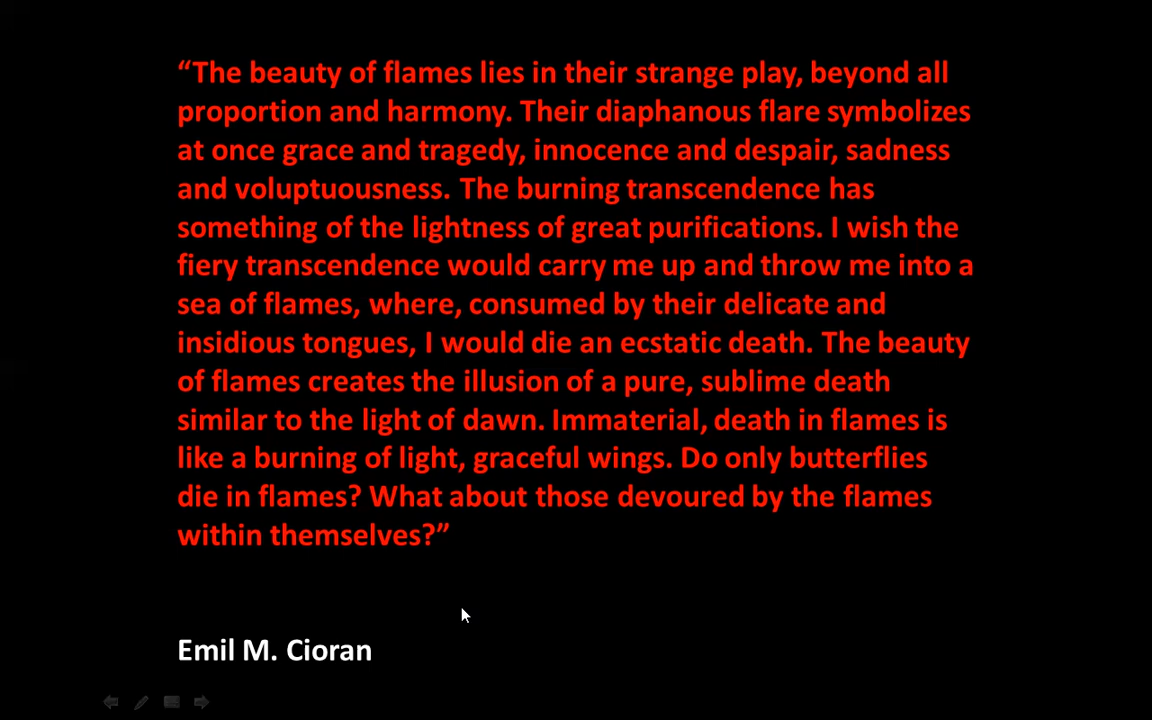 “The beauty of flames lies in their strange play, beyond all
proportion and harmony. Their diaphanous flare symbolizes
at once grace and tragedy, innocence and despair, sadness
and voluptuousness. The burning transcendence has
something of the lightness of great purifications. I wish the
fiery transcendence would carry me up and throw me into a
sea of flames, where, consumed by their delicate and
insidious tongues, I would die an ecstatic death. The beauty
of flames creates the illusion of a pure, sublime death
similar to the light of dawn. Immaterial, death in flames is
like a burning of light, graceful wings. Do only butterflies
die in flames? What about those devoured by the flames
within themselves?”
Emil M. Cioran